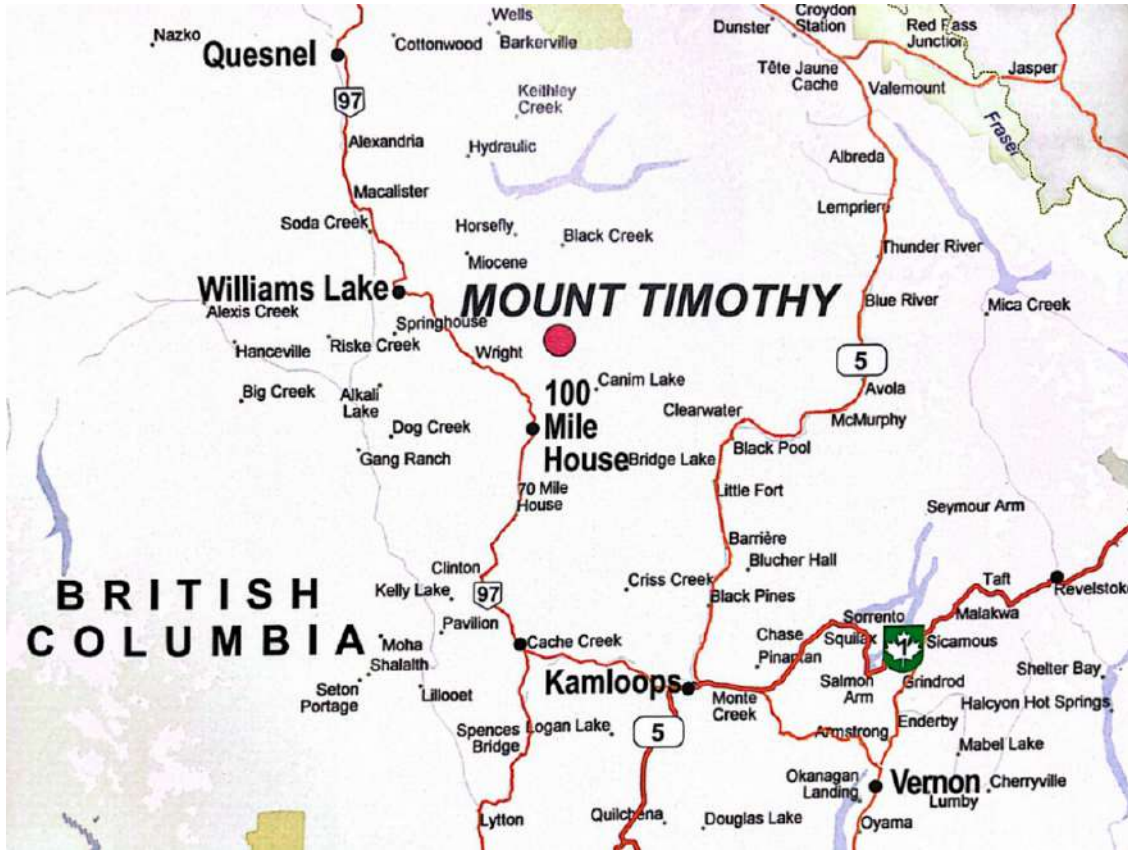 Wells
Croydon
Station
Nazko
Quesnel
Cottonwood
Barkerville
Dunster
Red Pass
Junction
Tête Jaune
Cache
Jasper
Valemount
97
Keithley
Creek
Fraser
Alexandria
Hydraulic
Albreda
Macalister
Lempriere
Soda Creek
Horsefly
Black Creek
Thunder River
Miocene
Williams Lake
MOUNT TIMOTHY
Blue River
Mica Creek
Alexis Creek
Springhouse
Hanceville
Riske Creek
Wright
5
Big Creek
Alkali
Lake
100
Mile
House
Canim Lake
Avola
Clearwater
McMurphy
Dog Creek
Black Pool
Gang Ranch
Bridge Lake
70 Mile
House
Little Fort
Seymour Arm
Barrière
Blucher Hall
Clinton
Criss Creek
Taft
BRITISH
COLUMBIA
Kelly Lake
97
Black Pines
Revelstoke
Malakwa
Sorrento
Pavilion
Chase
Squilax
1
Sicamous
Moha
Cache Creek
Pinantan
Shalalth
Shelter Bay
Seton
Portage
Lillooet
Kamloops
Monte
Creek
Salmon
Arm
Grindrod
Halcyon Hot Springs
Spences
Bridge
Logan Lake
5
Enderby
Armstrong
Mabel Lake
Okanagan
Landing
Vernon
Cherryville
Lumby
Lytton
Quilchena
Douglas Lake
Oyama